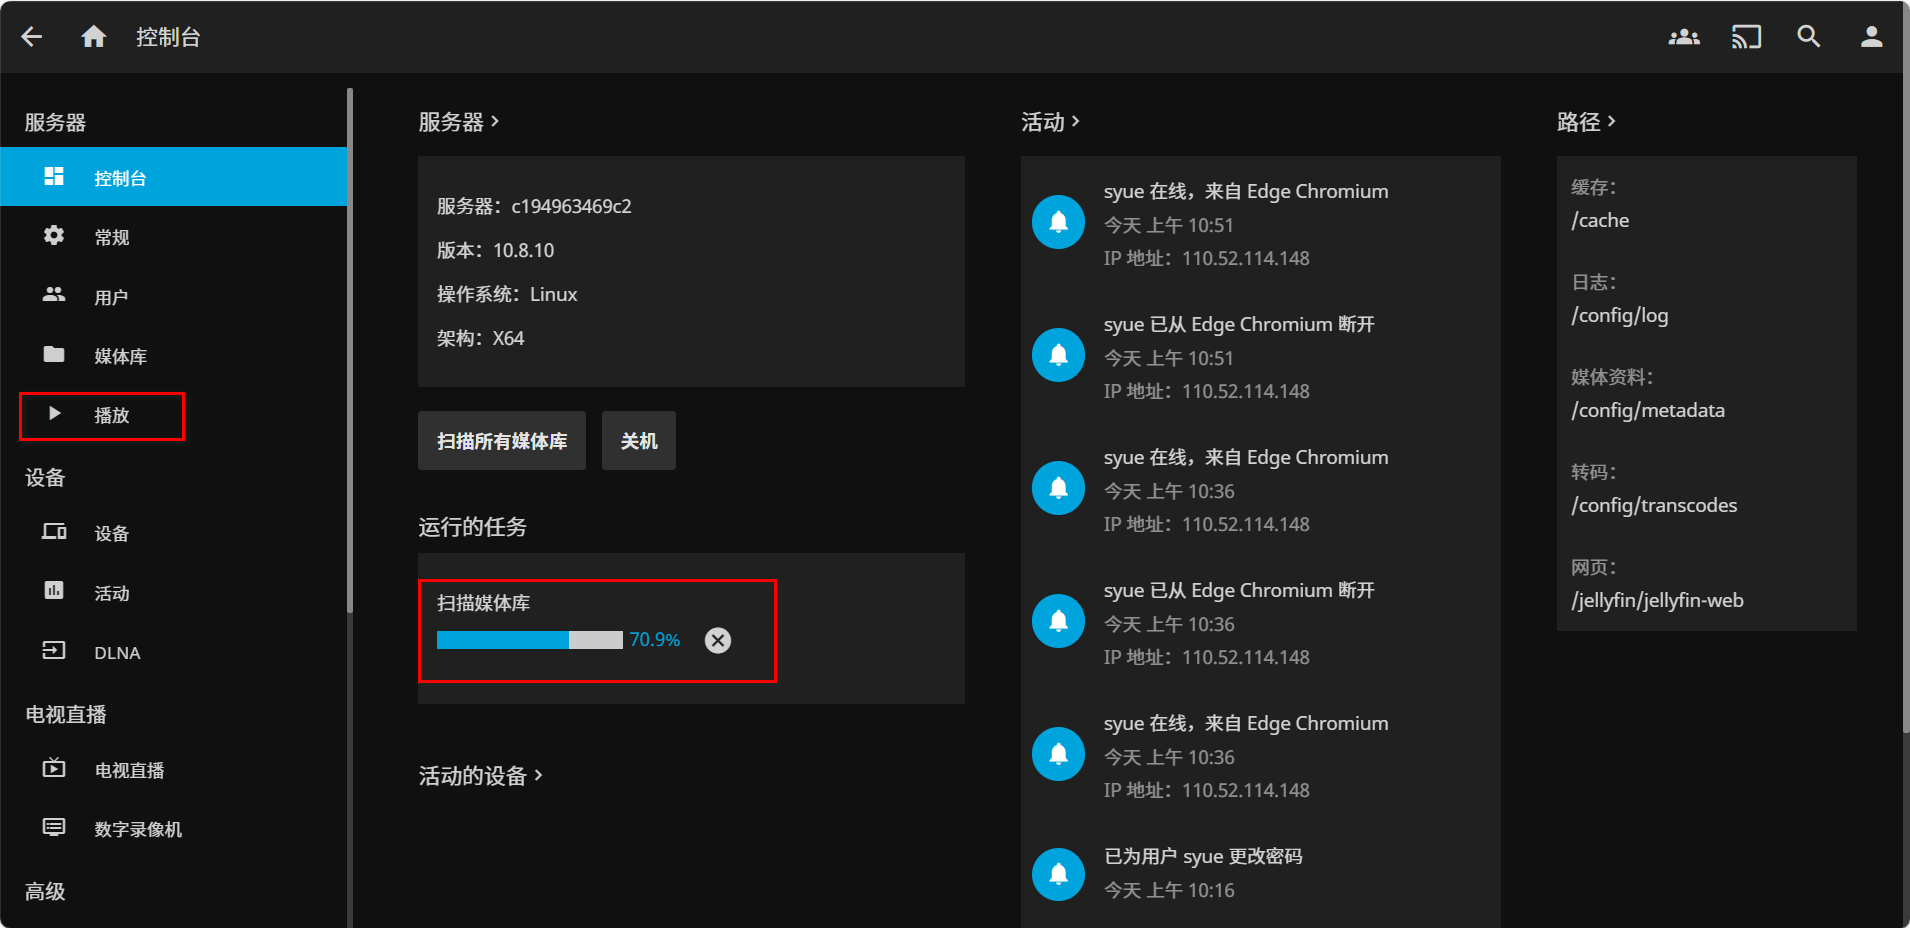 控制台
服务器
控制台
常规
用户
媒体库
播放
设备
设备
活动
DLNA
电视直播
电视直播
数字录像机
高级
服务器
服务器：c194963469c2
版本：10.8.10
操作系统：Linux
架构：X64
扫描所有媒体库
关机
运行的任务
扫描媒体库
70.9%
活动的设备
活动
syue 在线，来自 Edge Chromium
今天 上午 10:51
IP 地址：110.52.114.148
syue 已从 Edge Chromium 断开
今天 上午 10:51
IP 地址：110.52.114.148
syue 在线，来自 Edge Chromium
今天 上午 10:36
IP 地址：110.52.114.148
syue 已从 Edge Chromium 断开
今天 上午 10:36
IP 地址：110.52.114.148
syue 在线，来自 Edge Chromium
今天 上午 10:36
IP 地址：110.52.114.148
已为用户 syue 更改密码
今天 上午 10:16
路径
缓存：
/cache
日志：
/config/log
媒体资料：
/config/metadata
转码：
/config/transcodes
网页：
/jellyfin/jellyfin-web